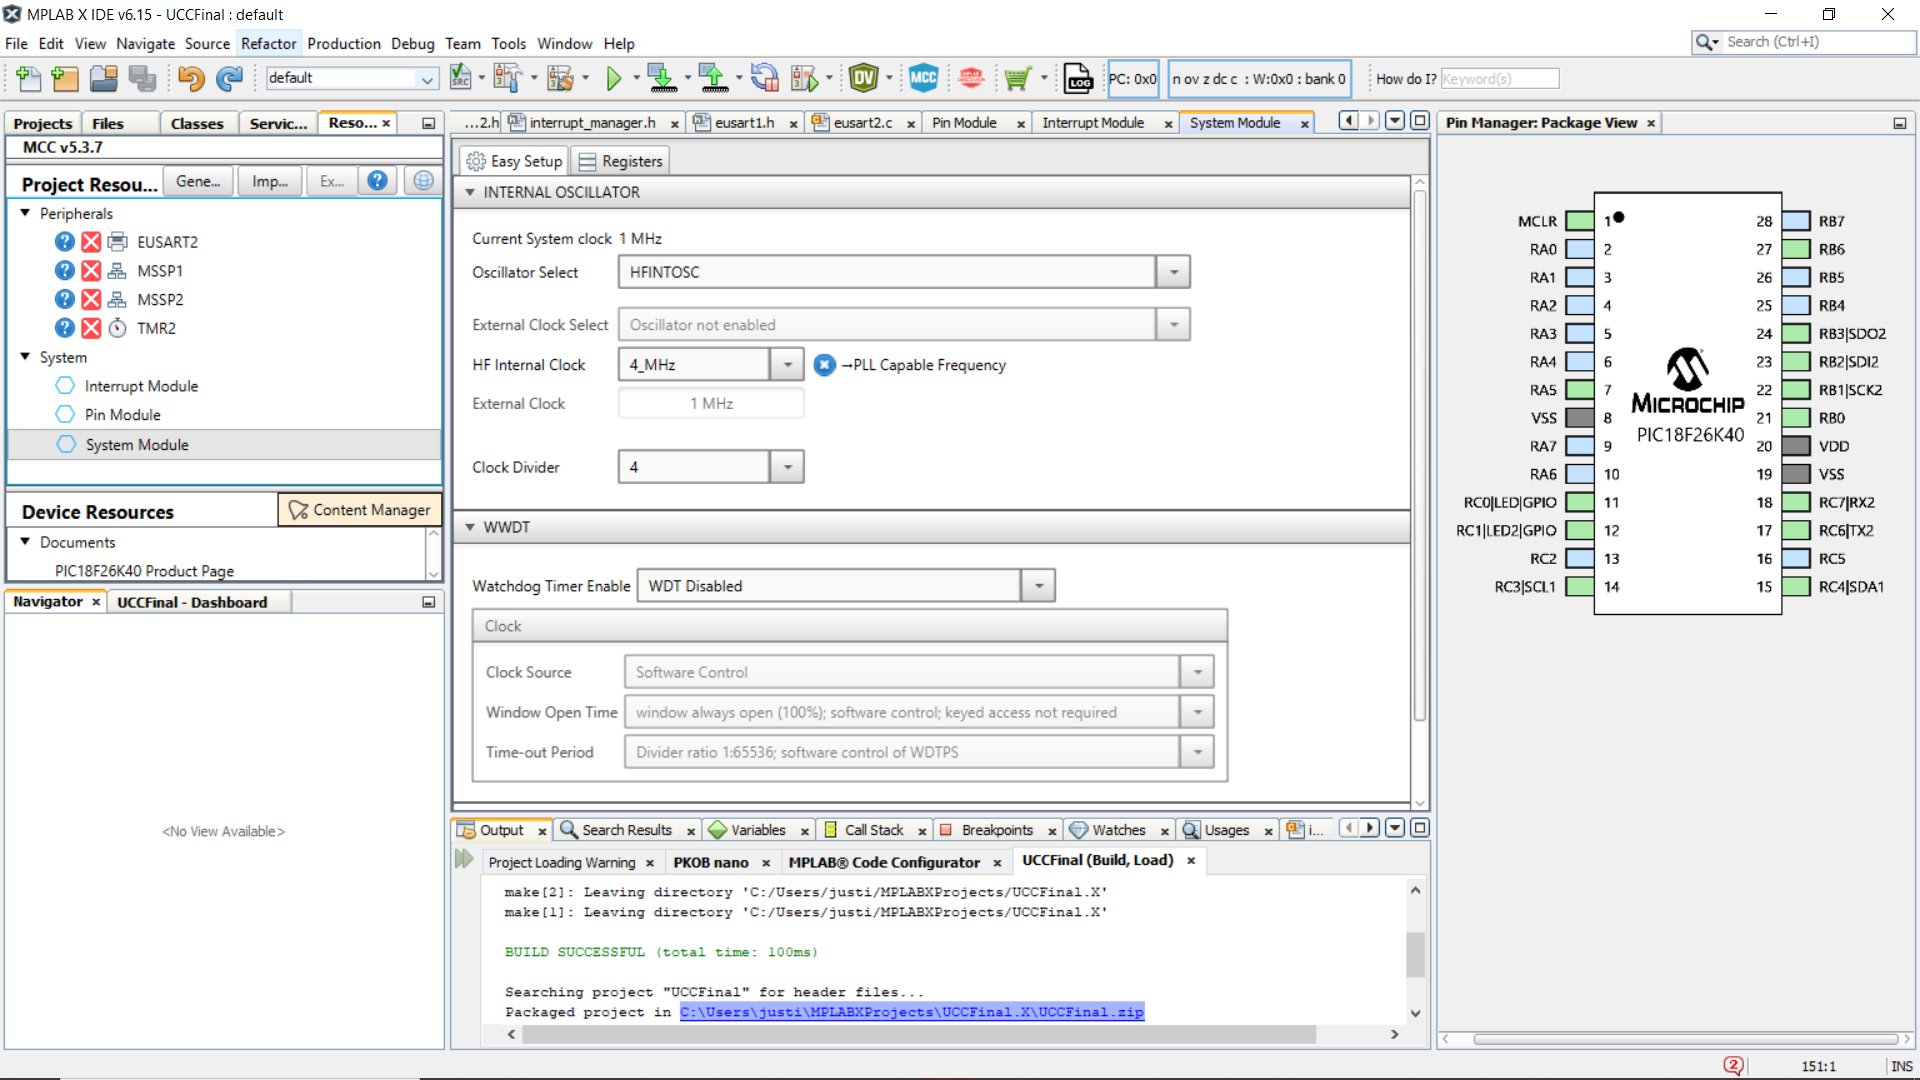 MPLAB X IDE v6.15 - UCCFinal : default
File Edit View Navigate Source Refactor Production Debug Team Tools Window Help
Search (Ctrl+I)
default
PC: 0x0
n ov z dc c : W:0x0 : bank 0
How do I? Keyword(s)
Projects Files Classes Servic... Reso...
MCC v5.3.7
Project Resou... Gene... Imp... Ex...
Peripherals
EUSART2
MSSP1
MSSP2
TMR2
System
Interrupt Module
Pin Module
System Module
Device Resources
Content Manager
Documents
PIC18F26K40 Product Page
Navigator UCCFinal - Dashboard
<No View Available>
...2.h interrupt_manager.h eusart1.h eusart2.c Pin Module Interrupt Module System Module
Easy Setup Registers
INTERNAL OSCILLATOR
Current System clock 1 MHz
Oscillator Select HFINTOSC
External Clock Select Oscillator not enabled
HF Internal Clock 4_MHz →PLL Capable Frequency
External Clock 1 MHz
Clock Divider 4
WWDT
Watchdog Timer Enable WDT Disabled
Clock
Clock Source Software Control
Window Open Time window always open (100%); software control; keyed access not required
Time-out Period Divider ratio 1:65536; software control of WDTPS
Output Search Results Variables Call Stack Breakpoints Watches Usages i...
Project Loading Warning PKOB nano MPLAB® Code Configurator UCCFinal (Build, Load)
make[2]: Leaving directory 'C:/Users/justi/MPLABXProjects/UCCFinal.X'
make[1]: Leaving directory 'C:/Users/justi/MPLABXProjects/UCCFinal.X'
BUILD SUCCESSFUL (total time: 100ms)
Searching project "UCCFinal" for header files...
Packaged project in C:\Users\justi\MPLABXProjects\UCCFinal.X\UCCFinal.zip
Pin Manager: Package View
MCLR 1 28 RB7
RA0 2 27 RB6
RA1 3 26 RB5
RA2 4 25 RB4
RA3 5 24 RB3|SDO2
RA4 6 23 RB2|SDI2
RA5 7 22 RB1|SCK2
VSS 8 21 RB0
RA7 9 20 VDD
RA6 10 19 VSS
RC0|LED|GPIO 11 18 RC7|RX2
RC1|LED2|GPIO 12 17 RC6|TX2
RC2 13 16 RC5
RC3|SCL1 14 15 RC4|SDA1
MICROCHIP
PIC18F26K40
SRC
DV
MCC
LOG
2
151:1
INS